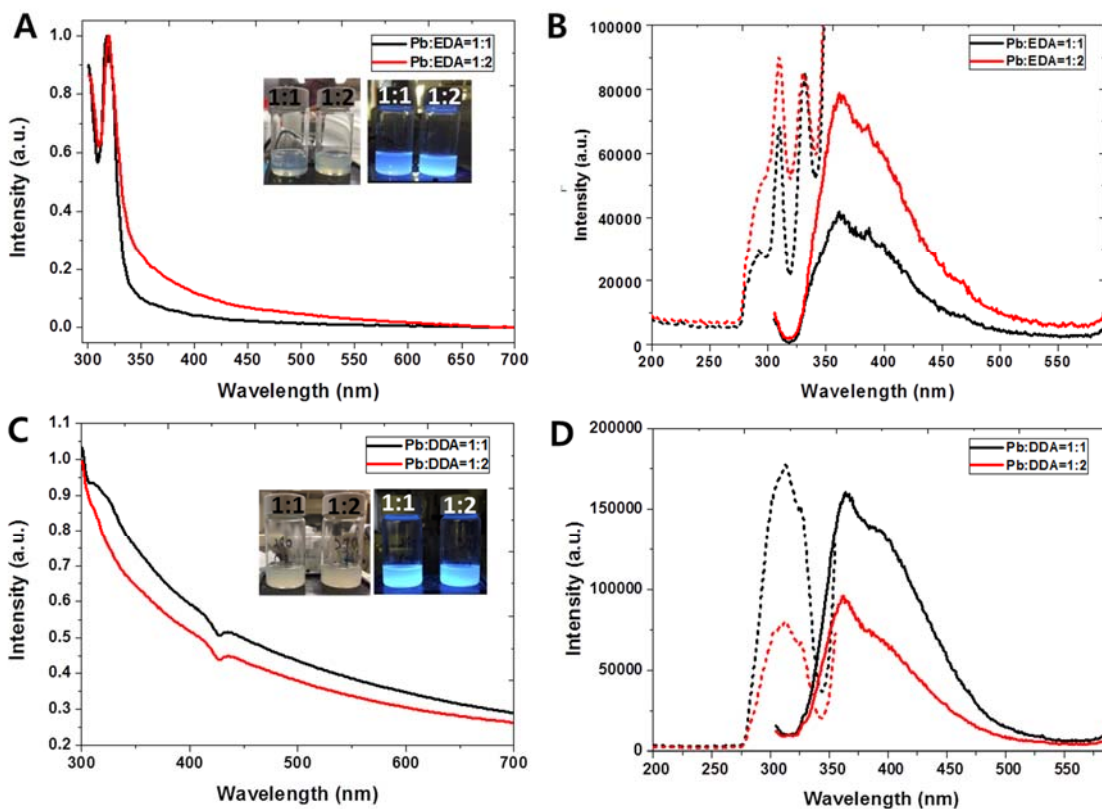 A
Pb:EDA=1:1
Pb:EDA=1:2
1:1 1:2 1:1 1:2
Intensity (a.u.)
1.0
0.8
0.6
0.4
0.2
0.0
300 350 400 450 500 550 600 650 700
Wavelength (nm)
B
Pb:EDA=1:1
Pb:EDA=1:2
Intensity (a.u.)
100000
80000
60000
40000
20000
0
200 250 300 350 400 450 500 550
Wavelength (nm)
C
Pb:DDA=1:1
Pb:DDA=1:2
1:1 1:2 1:1 1:2
Intensity (a.u.)
1.1
1.0
0.9
0.8
0.7
0.6
0.5
0.4
0.3
0.2
300 400 500 600 700
Wavelength (nm)
D
Pb:DDA=1:1
Pb:DDA=1:2
Intensity (a.u.)
200000
150000
100000
50000
0
200 250 300 350 400 450 500 550
Wavelength (nm)